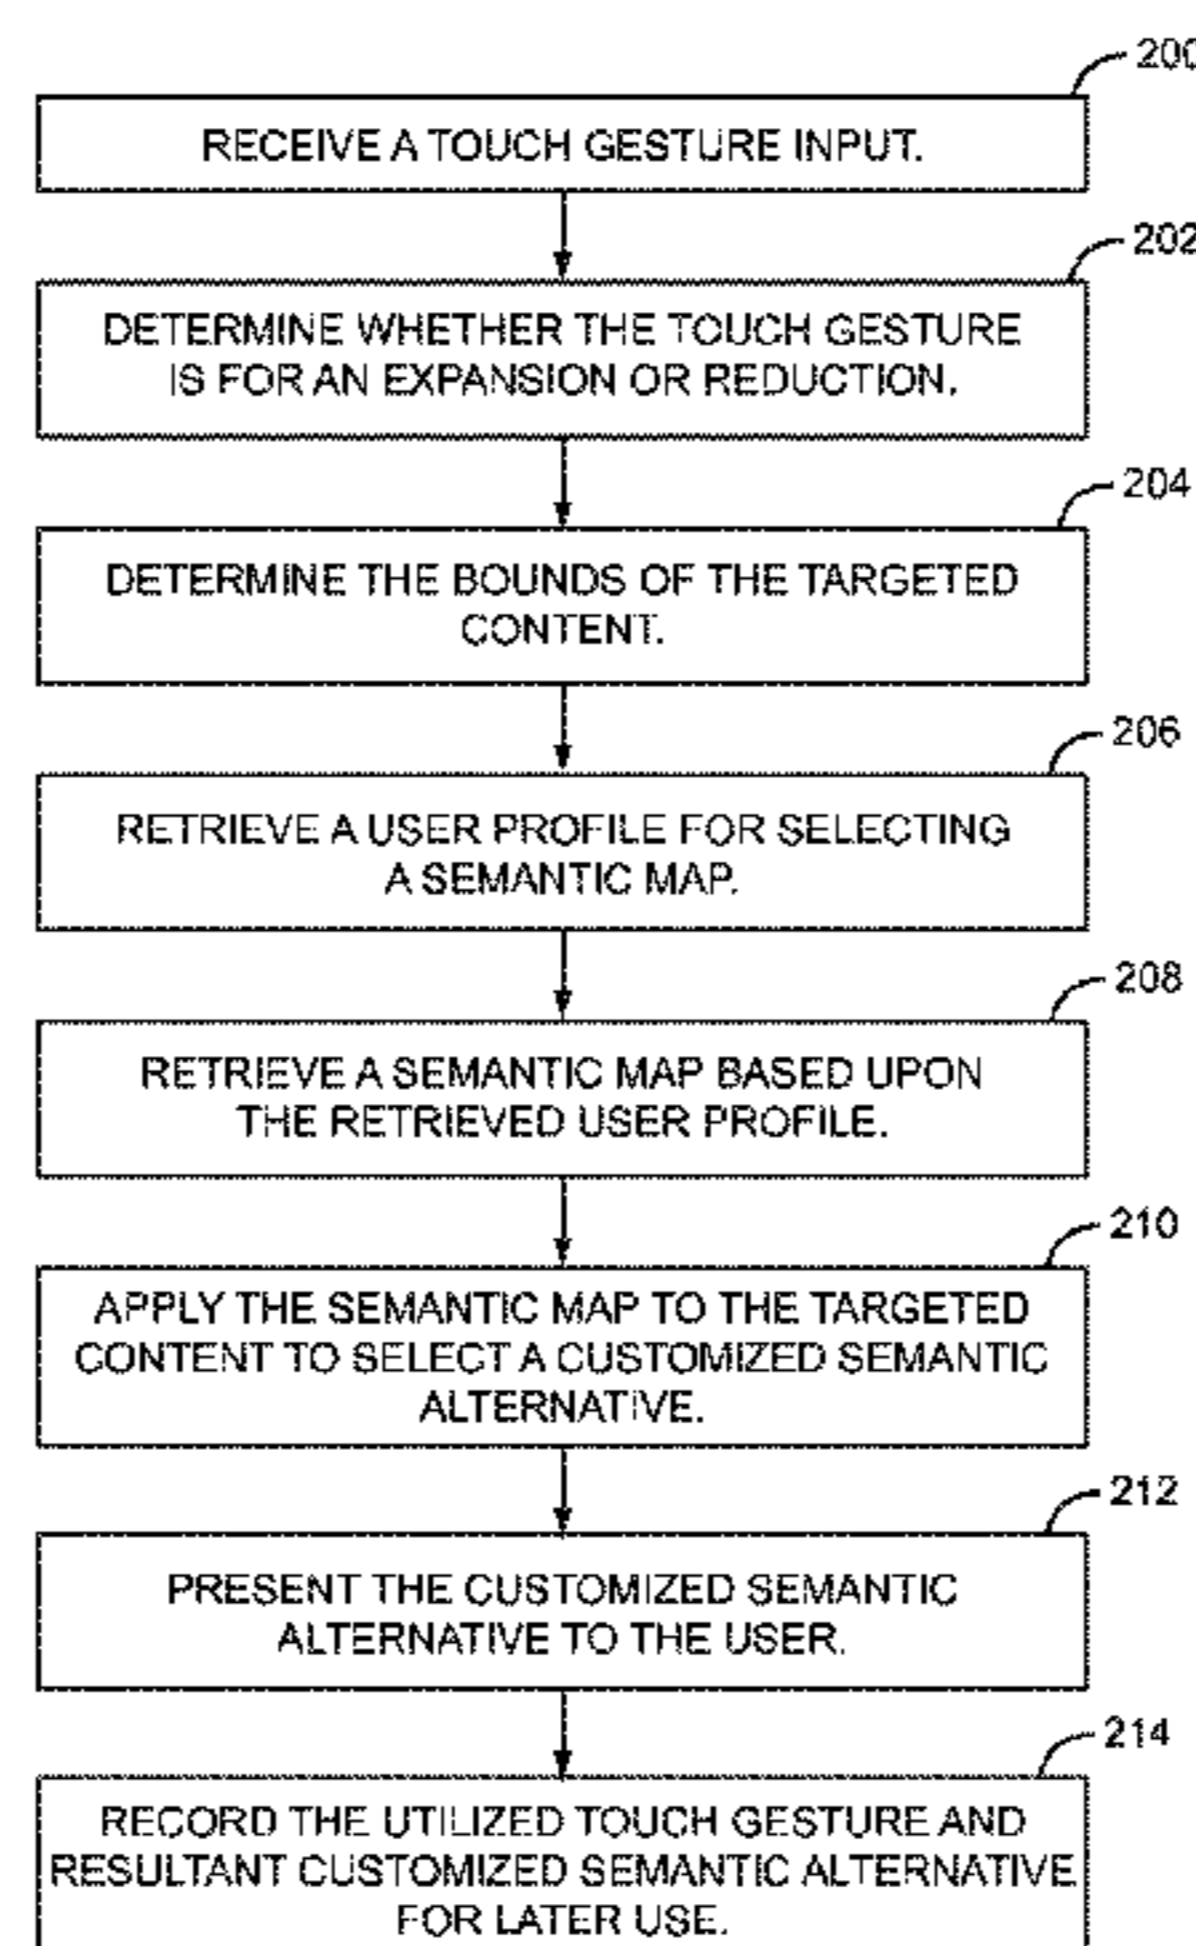 200
RECEIVE A TOUCH GESTURE INPUT.
202
DETERMINE WHETHER THE TOUCH GESTURE
IS FOR AN EXPANSION OR REDUCTION.
204
DETERMINE THE BOUNDS OF THE TARGETED
CONTENT.
206
RETRIEVE A USER PROFILE FOR SELECTING
A SEMANTIC MAP.
208
RETRIEVE A SEMANTIC MAP BASED UPON
THE RETRIEVED USER PROFILE.
210
APPLY THE SEMANTIC MAP TO THE TARGETED
CONTENT TO SELECT A CUSTOMIZED SEMANTIC
ALTERNATIVE.
212
PRESENT THE CUSTOMIZED SEMANTIC
ALTERNATIVE TO THE USER.
214
RECORD THE UTILIZED TOUCH GESTURE AND
RESULTANT CUSTOMIZED SEMANTIC ALTERNATIVE
FOR LATER USE.